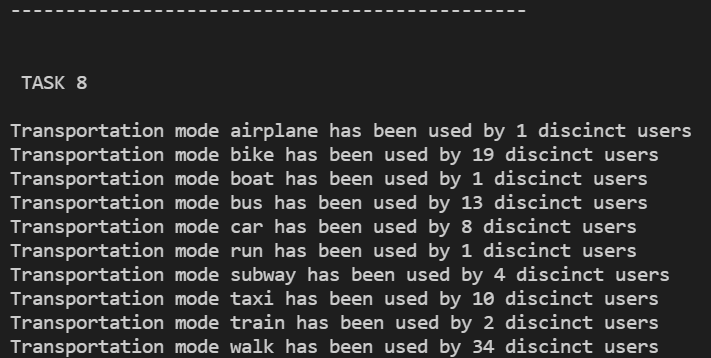 -----------------------------------------------
TASK 8
Transportation mode airplane has been used by 1 discinct users
Transportation mode bike has been used by 19 discinct users
Transportation mode boat has been used by 1 discinct users
Transportation mode bus has been used by 13 discinct users
Transportation mode car has been used by 8 discinct users
Transportation mode run has been used by 1 discinct users
Transportation mode subway has been used by 4 discinct users
Transportation mode taxi has been used by 10 discinct users
Transportation mode train has been used by 2 discinct users
Transportation mode walk has been used by 34 discinct users